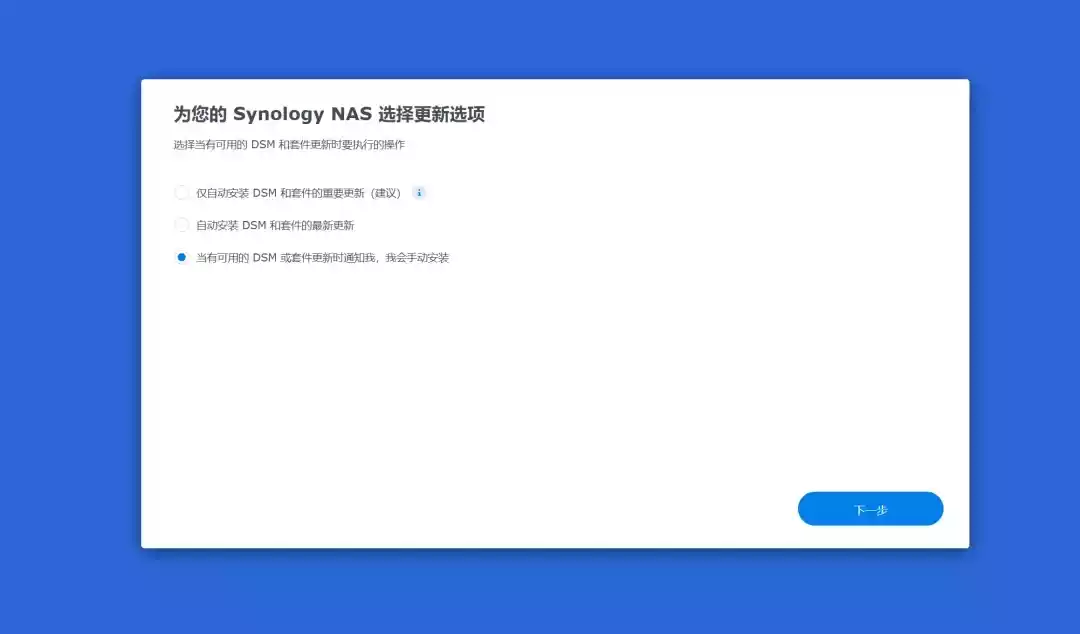 为您的 Synology NAS 选择更新选项
选择当有可用的 DSM 和套件更新时要执行的操作
仅自动安装 DSM 和套件的重要更新（建议） i
自动安装 DSM 和套件的最新更新
当有可用的 DSM 或套件更新时通知我，我会手动安装
下一步